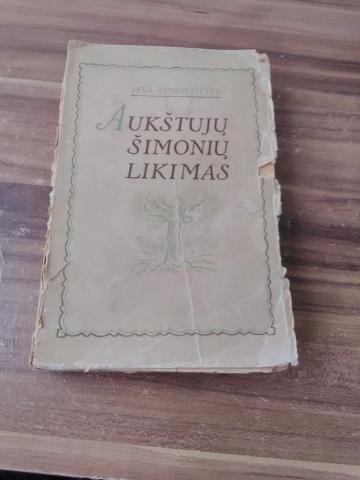 IEVA SIMONAITYTĖ
AUKŠTUJŲ
ŠIMONIŲ
LIKIMAS